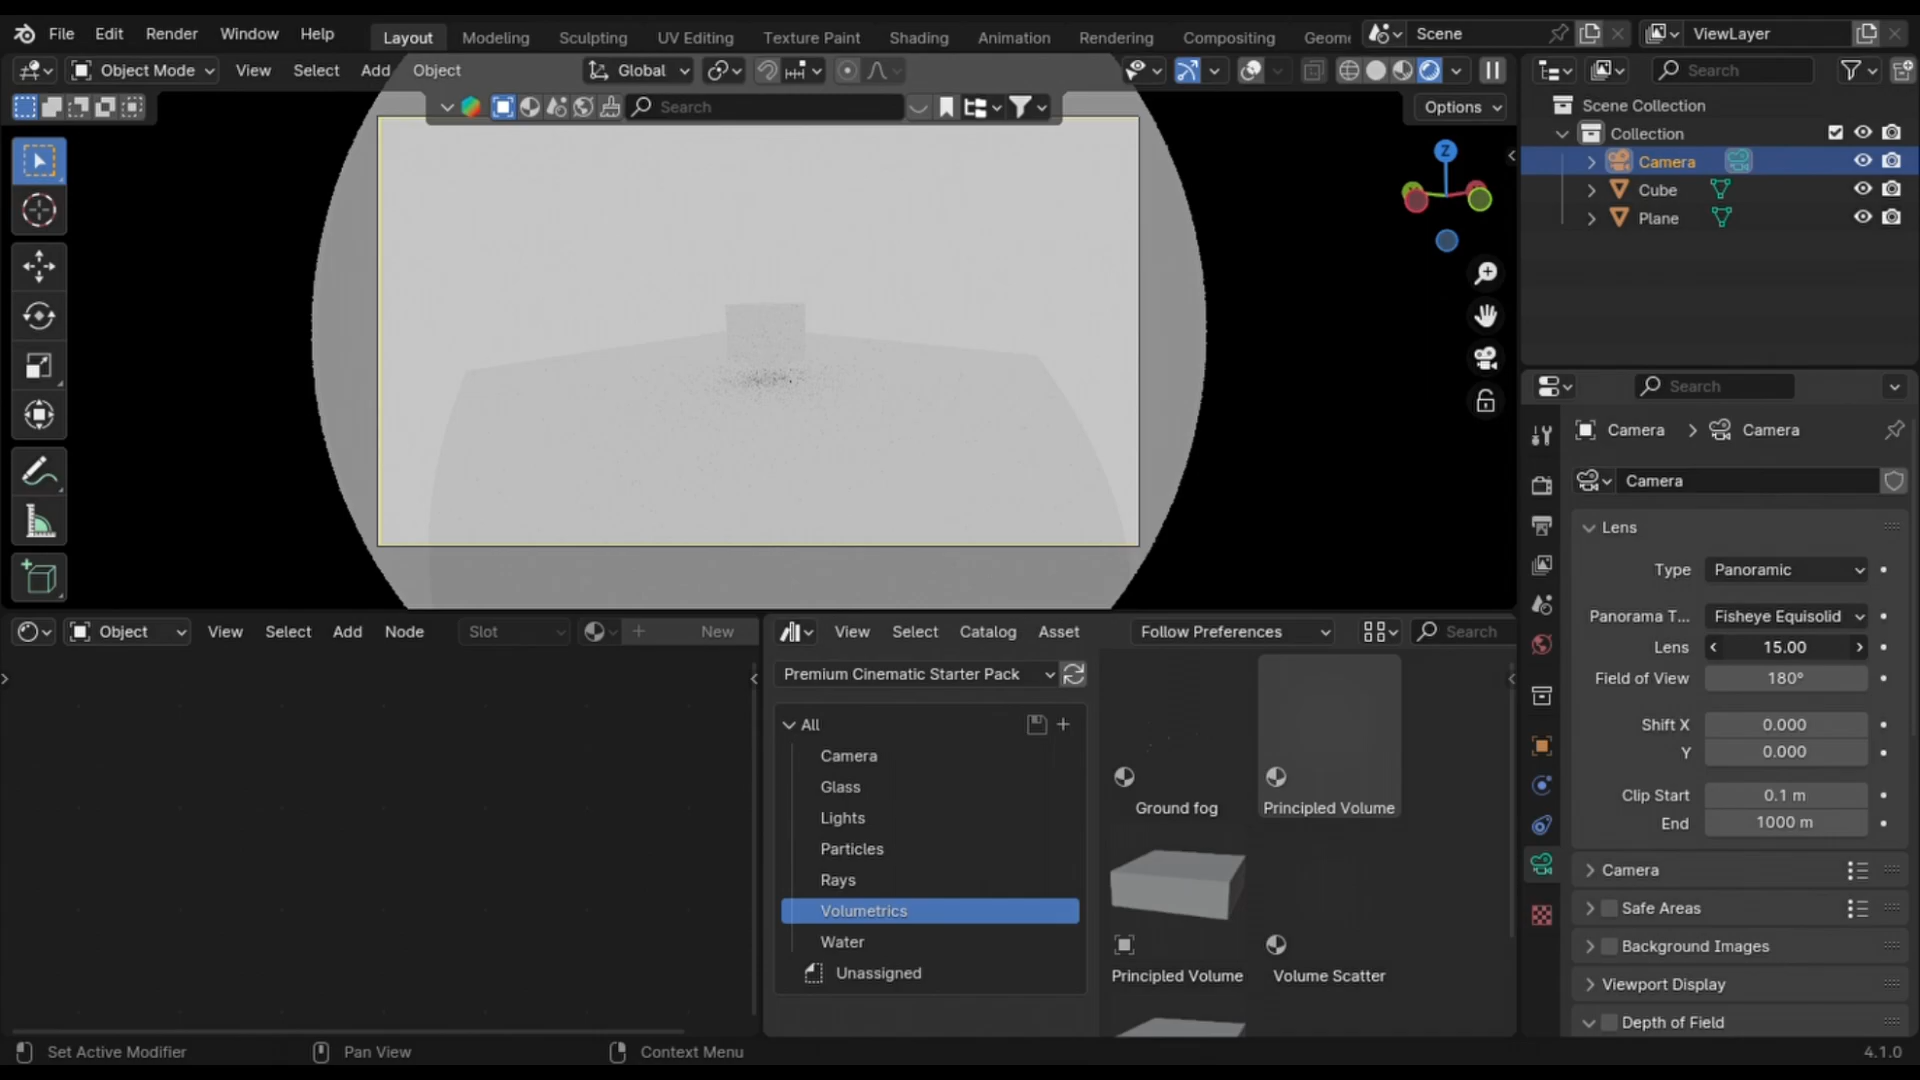 File Edit Render Window Help Layout Modeling Sculpting UV Editing Texture Paint Shading Animation Rendering Compositing Geome Scene ViewLayer
Object Mode View Select Add Object Global Search
Search Options
Scene Collection
Collection
Camera
Cube
Plane
Z
Search
Camera > Camera
Camera
Lens
Type Panoramic
Panorama T... Fisheye Equisolid
Lens 15.00
Field of View 180°
Shift X 0.000
Y 0.000
Clip Start 0.1 m
End 1000 m
Camera
Safe Areas
Background Images
Viewport Display
Depth of Field
Object View Select Add Node Slot New
View Select Catalog Asset Follow Preferences Search
Premium Cinematic Starter Pack
All
Camera
Glass
Lights
Particles
Rays
Volumetrics
Water
Unassigned
Ground fog Principled Volume
Principled Volume Volume Scatter
Set Active Modifier Pan View Context Menu 4.1.0